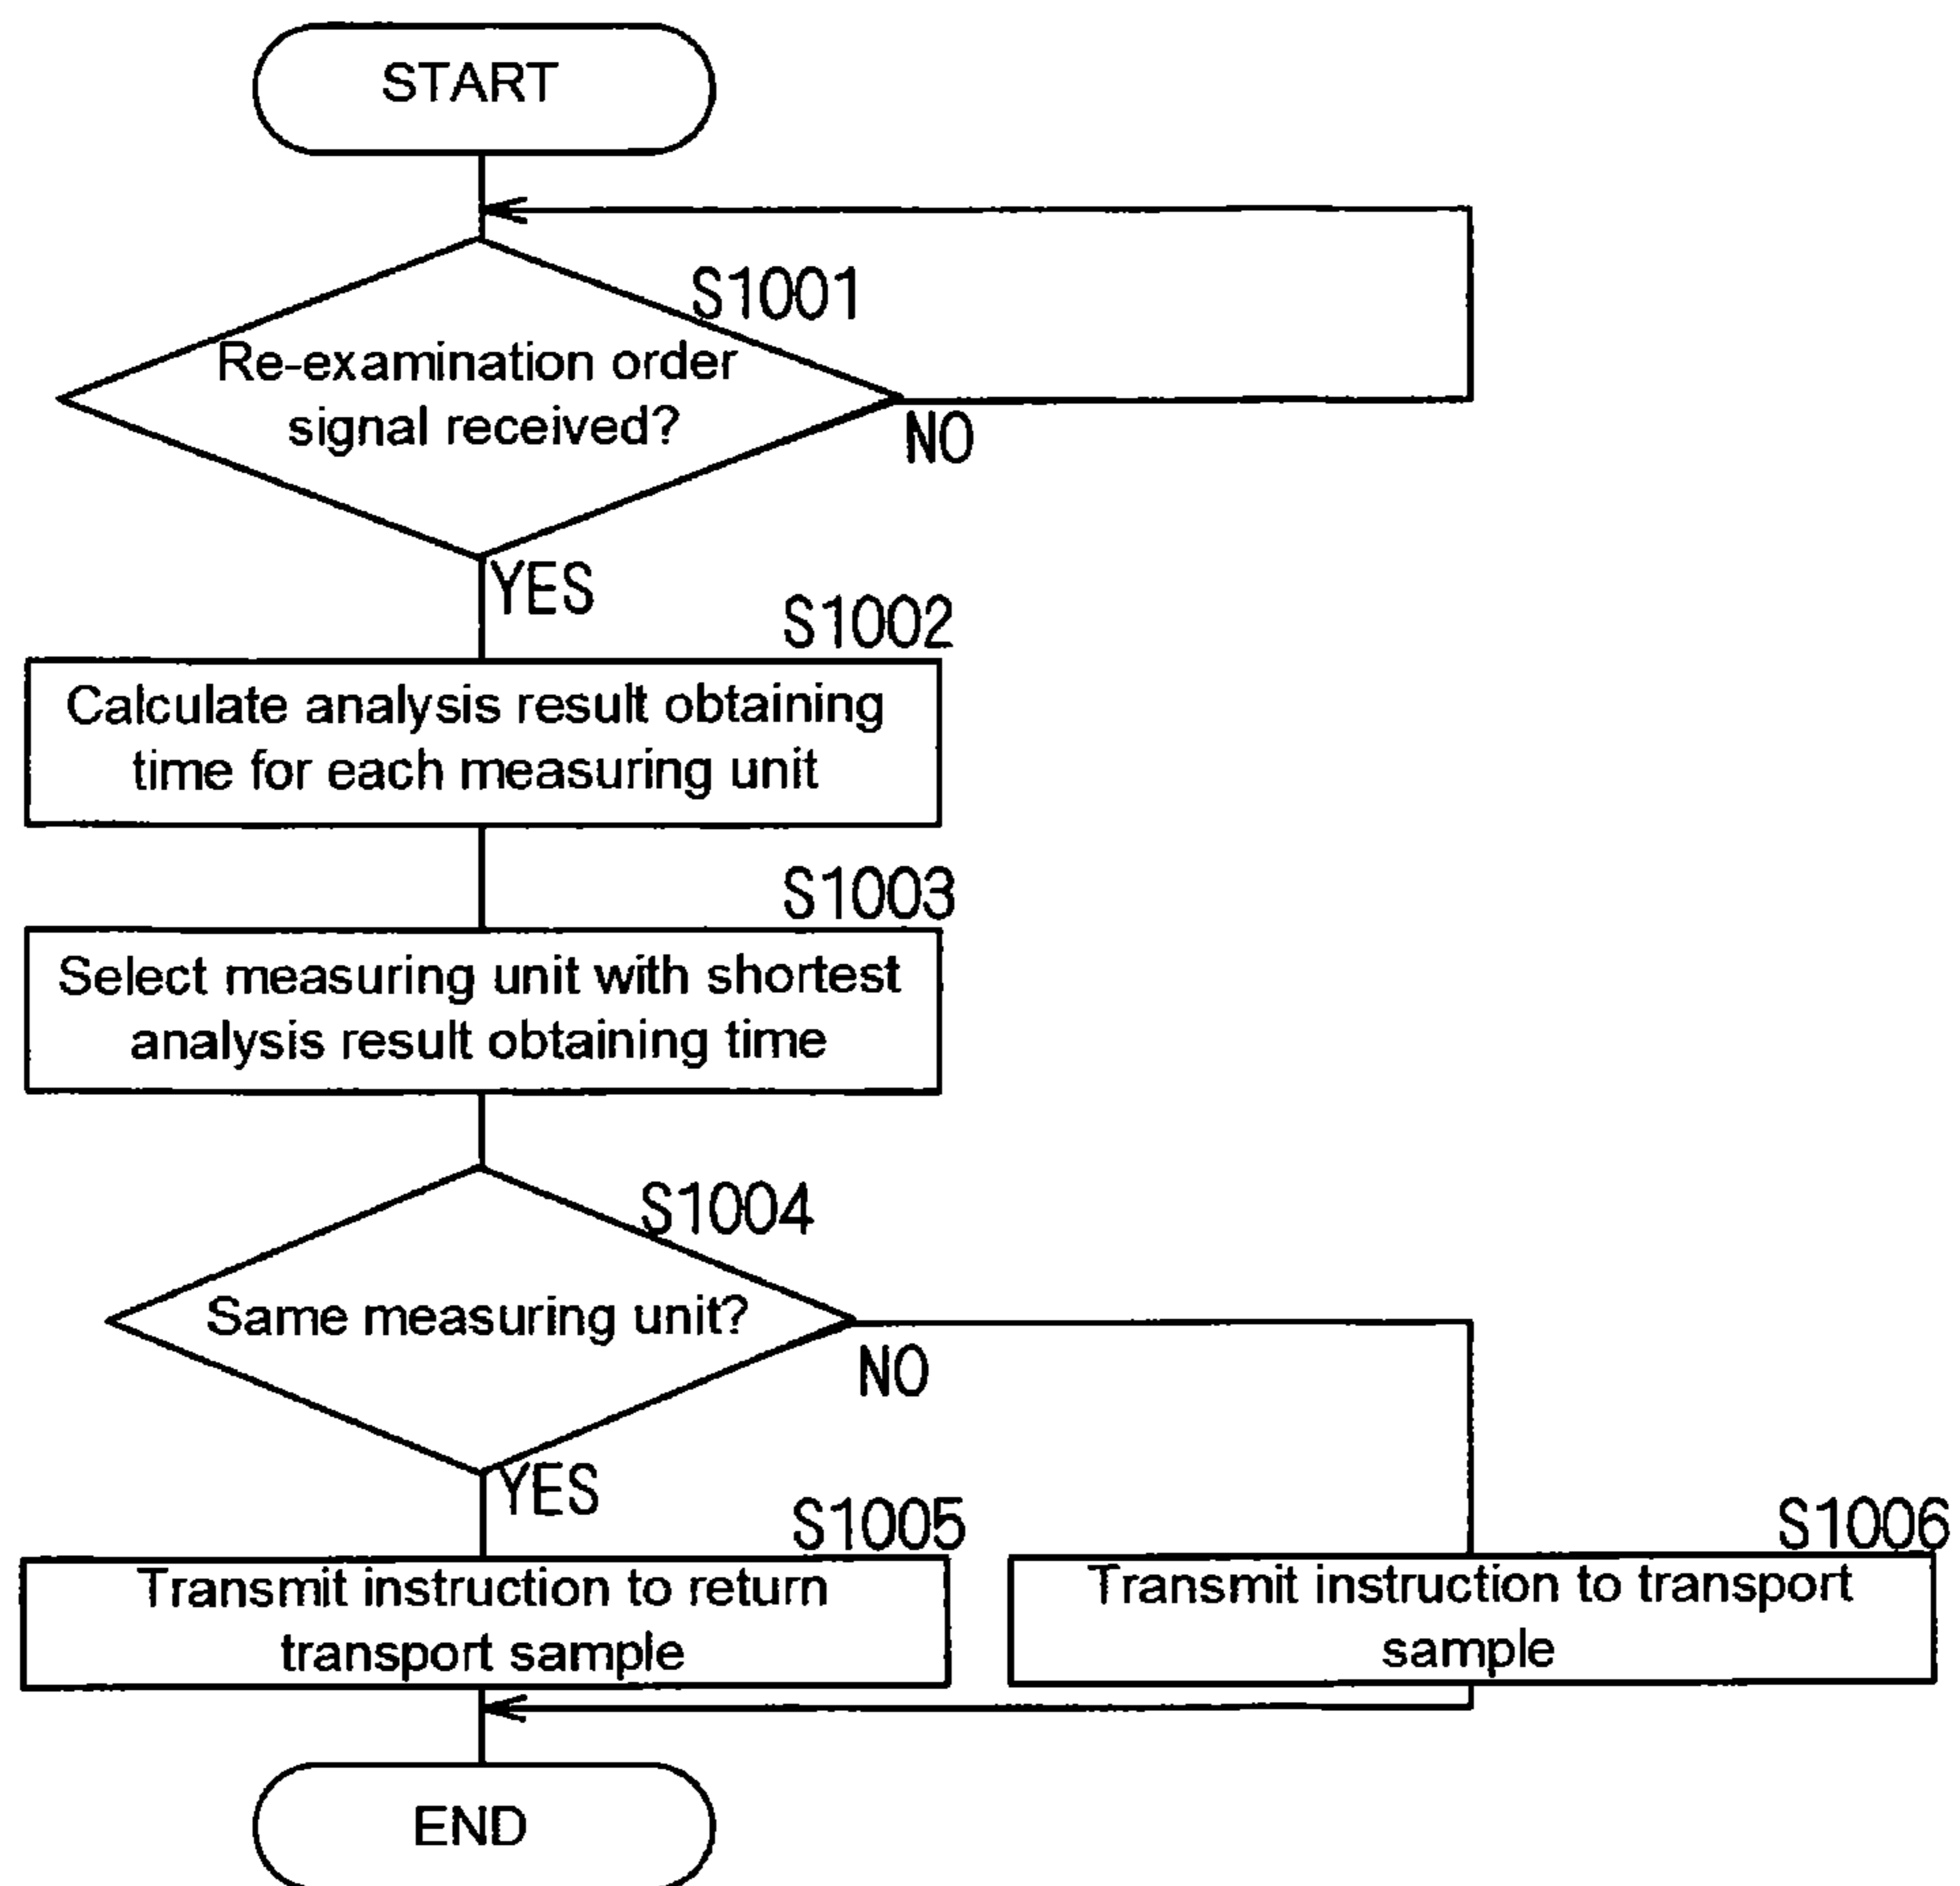 START
S1001
Re-examination order
signal received?
NO
YES
S1002
Calculate analysis result obtaining
time for each measuring unit
S1003
Select measuring unit with shortest
analysis result obtaining time
S1004
Same measuring unit?
NO
YES
S1005
Transmit instruction to return
transport sample
S1006
Transmit instruction to transport
sample
END